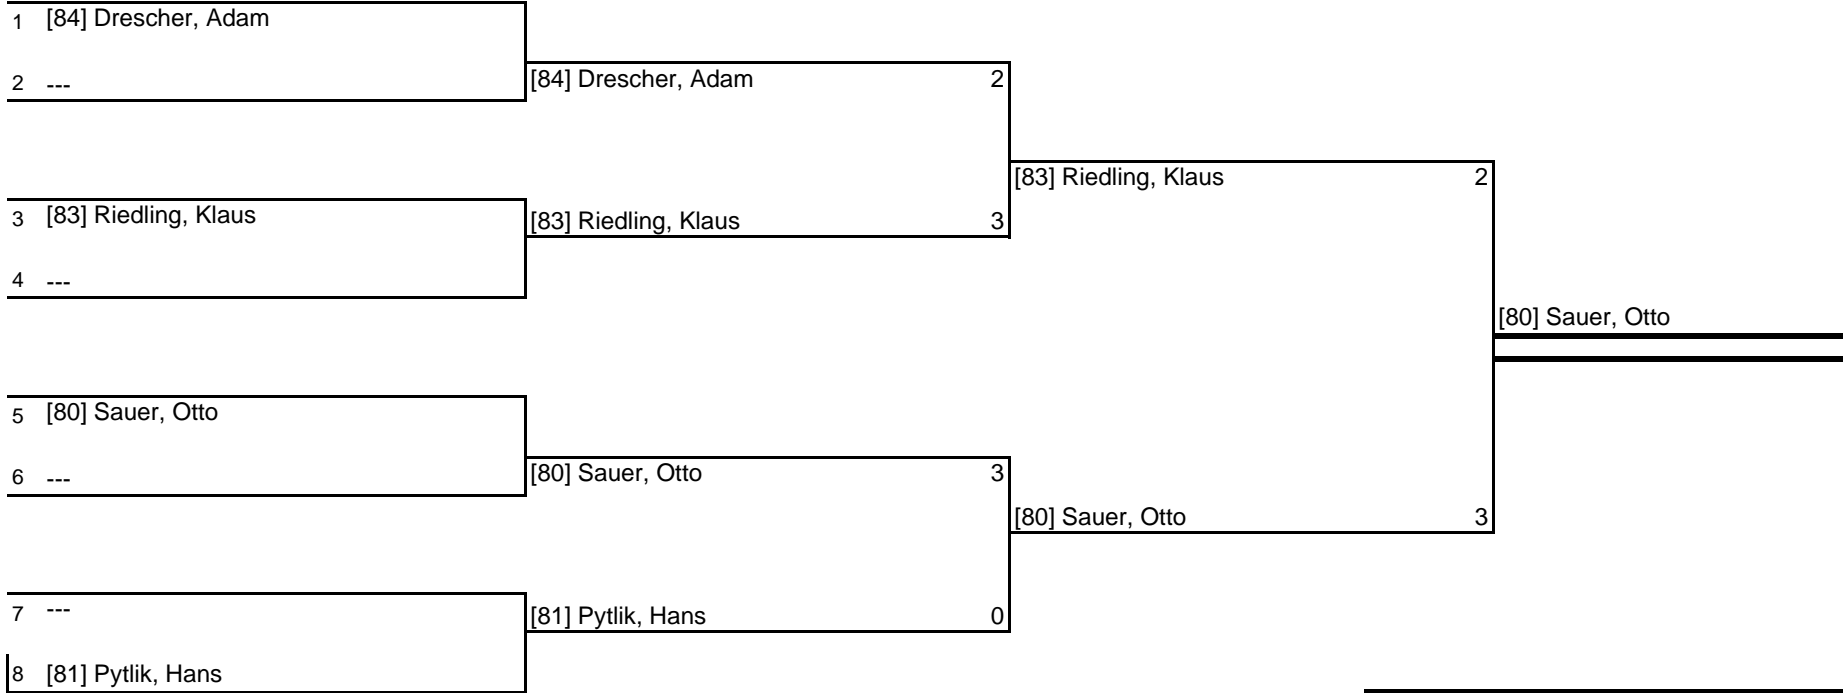 1 [84] Drescher, Adam
2 ---
[84] Drescher, Adam 2
[83] Riedling, Klaus 2
3 [83] Riedling, Klaus
[83] Riedling, Klaus 3
4 ---
[80] Sauer, Otto
5 [80] Sauer, Otto
6 ---
[80] Sauer, Otto 3
[80] Sauer, Otto 3
7 ---
[81] Pytlik, Hans 0
8 [81] Pytlik, Hans